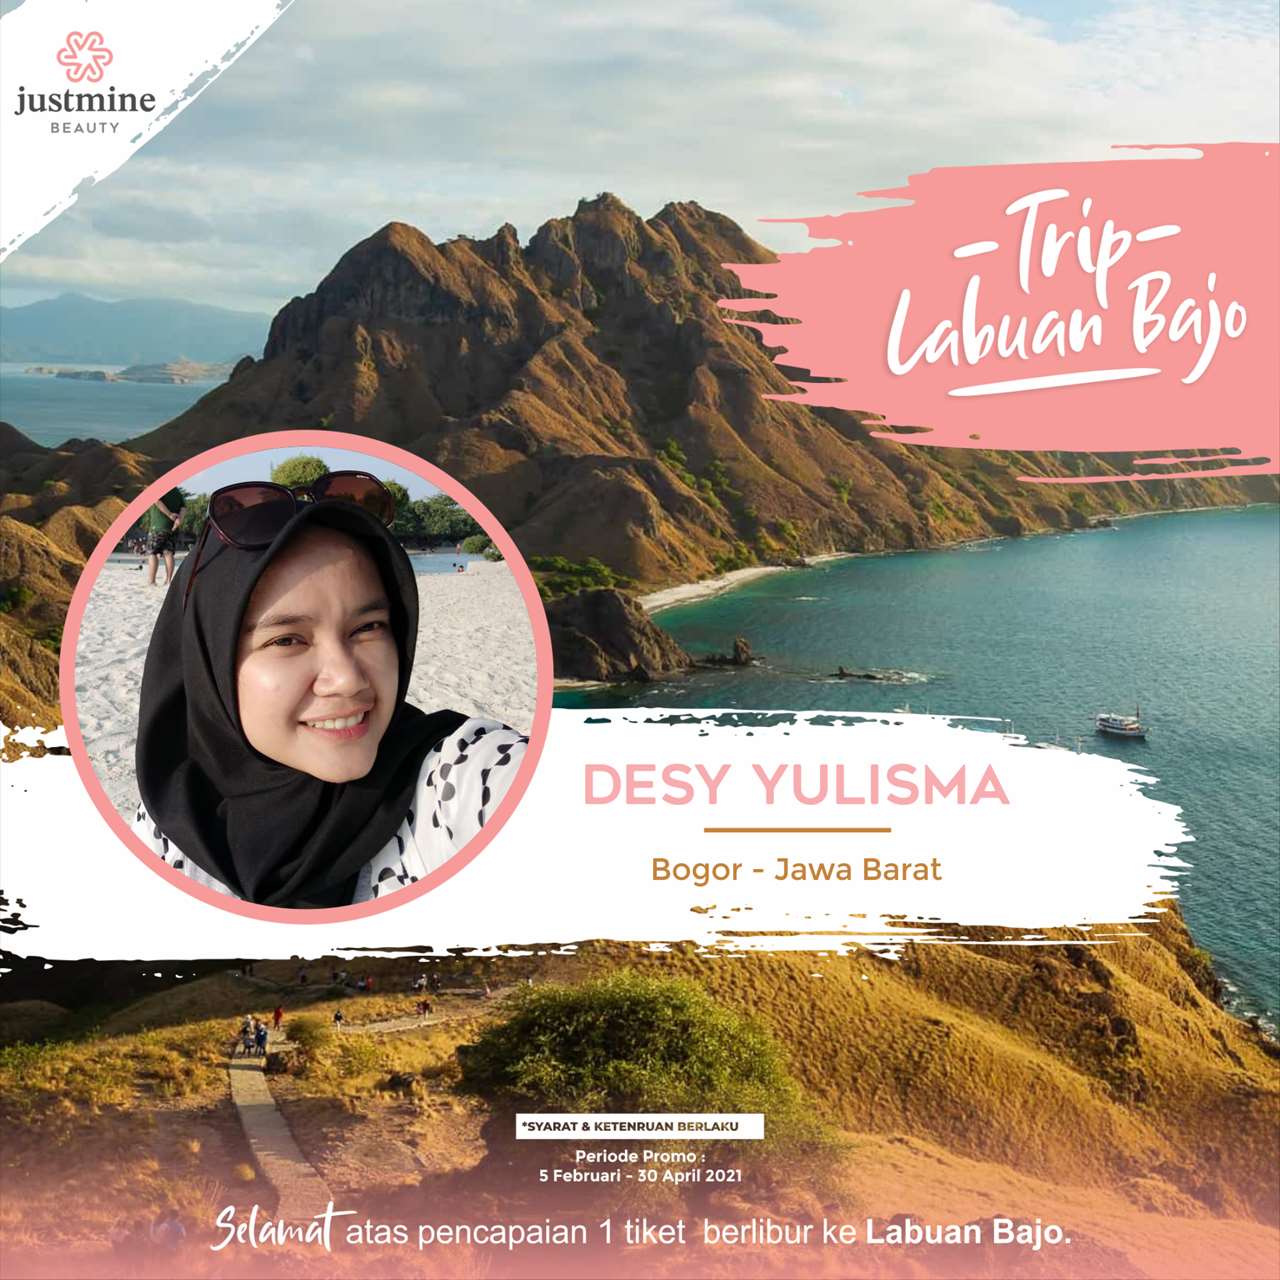 justmine
BEAUTY
-Trip-
Labuan Bajo
DESY YULISMA
Bogor - Jawa Barat
*SYARAT & KETENRUAN BERLAKU
Periode Promo :
5 Februari - 30 April 2021
Selamat atas pencapaian 1 tiket berlibur ke Labuan Bajo.